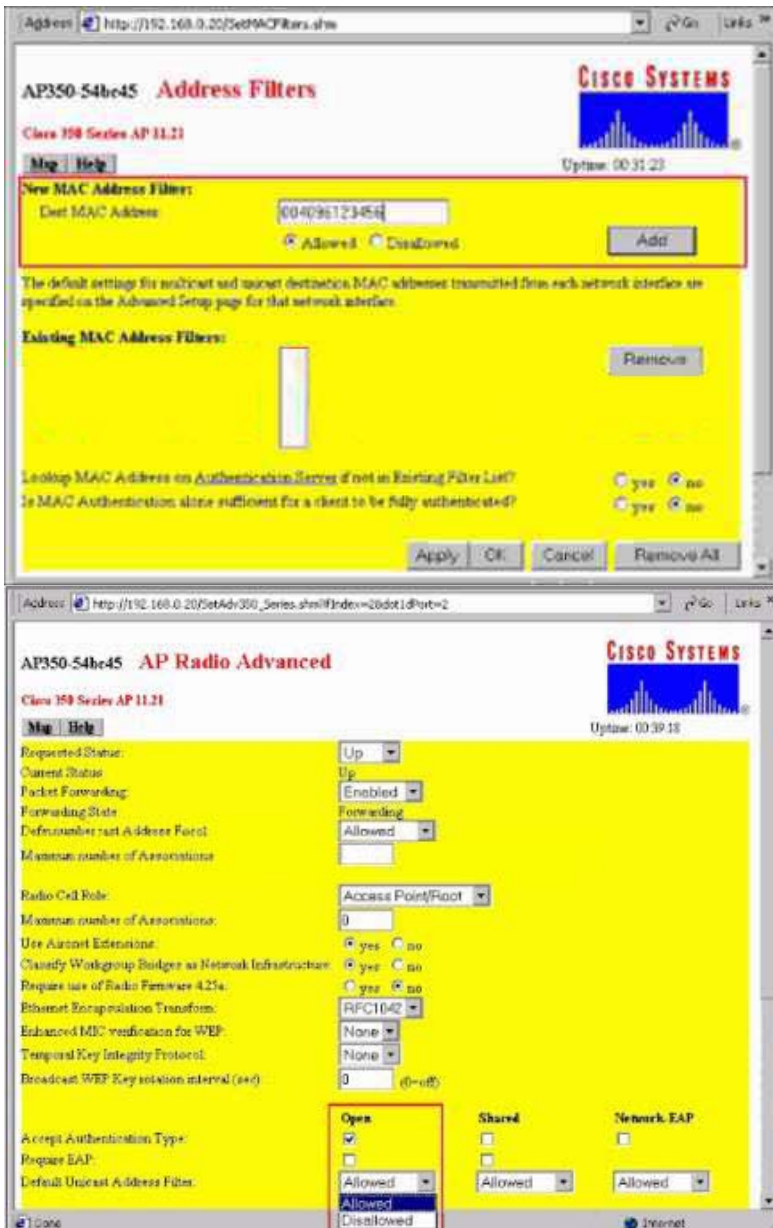 Address http://192.168.0.20/SetMACFilters.shm Go Links »
AP350-54bc45 Address Filters
CISCO SYSTEMS
Cisco 350 Series AP 11.21
Map Help
Uptime: 00:31:23
New MAC Address Filter:
Dest MAC Address: 004096123456
Allowed Disallowed Add
The default settings for multicast and unicast destination MAC addresses transmitted from each network interface are
specified on the Advanced Setup page for that network interface.
Existing MAC Address Filters:
Remove
Lookup MAC Address on Authentication Server if not in Existing Filter List? yes no
Is MAC Authentication alone sufficient for a client to be fully authenticated? yes no
Apply OK Cancel Remove All
Address http://192.168.0.20/SetAdv350_Series.shm?ifIndex=2&dot1dPort=2 Go Links »
AP350-54bc45 AP Radio Advanced
CISCO SYSTEMS
Cisco 350 Series AP 11.21
Map Help
Uptime: 00:39:18
Requested Status: Up
Current Status Up
Packet Forwarding: Enabled
Forwarding State Forwarding
Address Allowed
Maximum number of Associations
Radio Cell Role: Access Point/Root
Maximum number of Associations: 0
Use Aironet Extensions: yes no
Classify Workgroup Bridges as Network Infrastructure: yes no
Require use of Radio Firmware 4.25a: yes no
Ethernet Encapsulation Transform: RFC1042
Enhanced MIC verification for WEP: None
Temporal Key Integrity Protocol: None
Broadcast WEP Key rotation interval (sec) 0 (0=off)
Open Shared Network-EAP
Accept Authentication Type:
Require EAP:
Default Unicast Address Filter: Allowed Allowed Allowed
Allowed
Disallowed
Done Internet